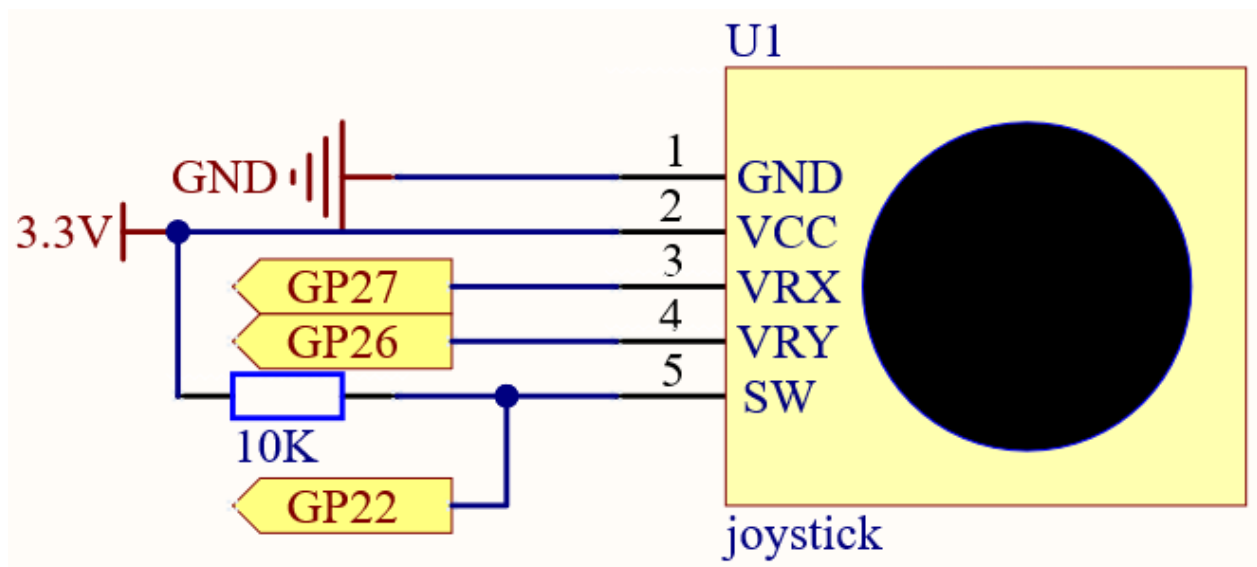 U1
1
GND
GND
2
3.3V
VCC
3
GP27
VRX
4
GP26
VRY
5
SW
10K
GP22
joystick